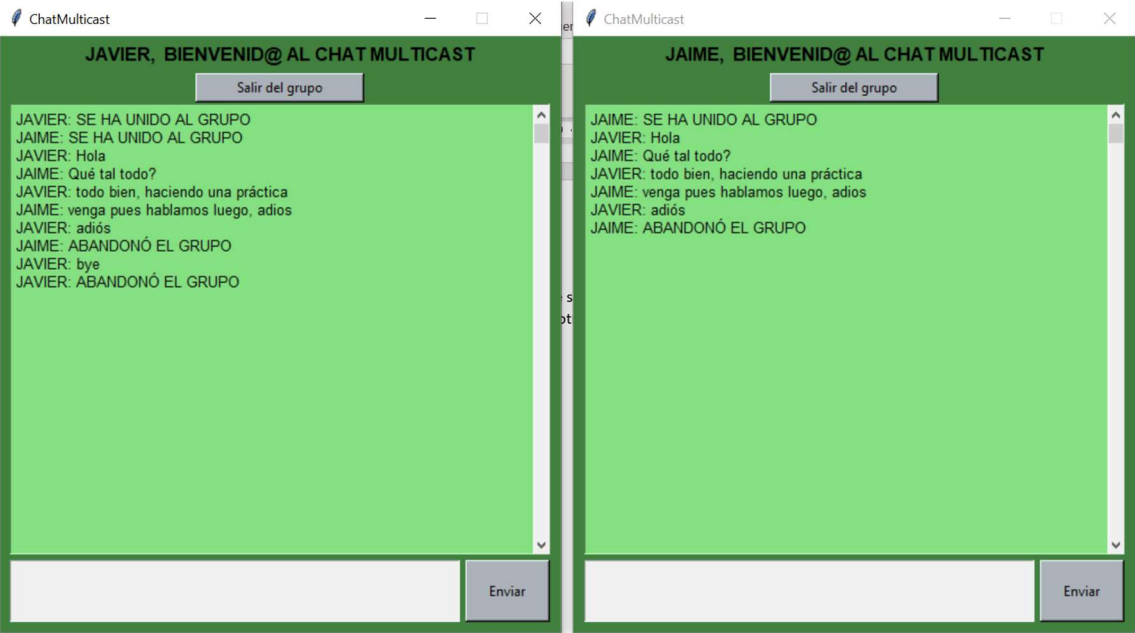 ChatMulticast
JAVIER, BIENVENID@ AL CHAT MULTICAST
Salir del grupo
JAVIER: SE HA UNIDO AL GRUPO
JAIME: SE HA UNIDO AL GRUPO
JAVIER: Hola
JAIME: Qué tal todo?
JAVIER: todo bien, haciendo una práctica
JAIME: venga pues hablamos luego, adios
JAVIER: adiós
JAIME: ABANDONÓ EL GRUPO
JAVIER: bye
JAVIER: ABANDONÓ EL GRUPO
Enviar
ChatMulticast
JAIME, BIENVENID@ AL CHAT MULTICAST
Salir del grupo
JAIME: SE HA UNIDO AL GRUPO
JAVIER: Hola
JAIME: Qué tal todo?
JAVIER: todo bien, haciendo una práctica
JAIME: venga pues hablamos luego, adios
JAVIER: adiós
JAIME: ABANDONÓ EL GRUPO
Enviar